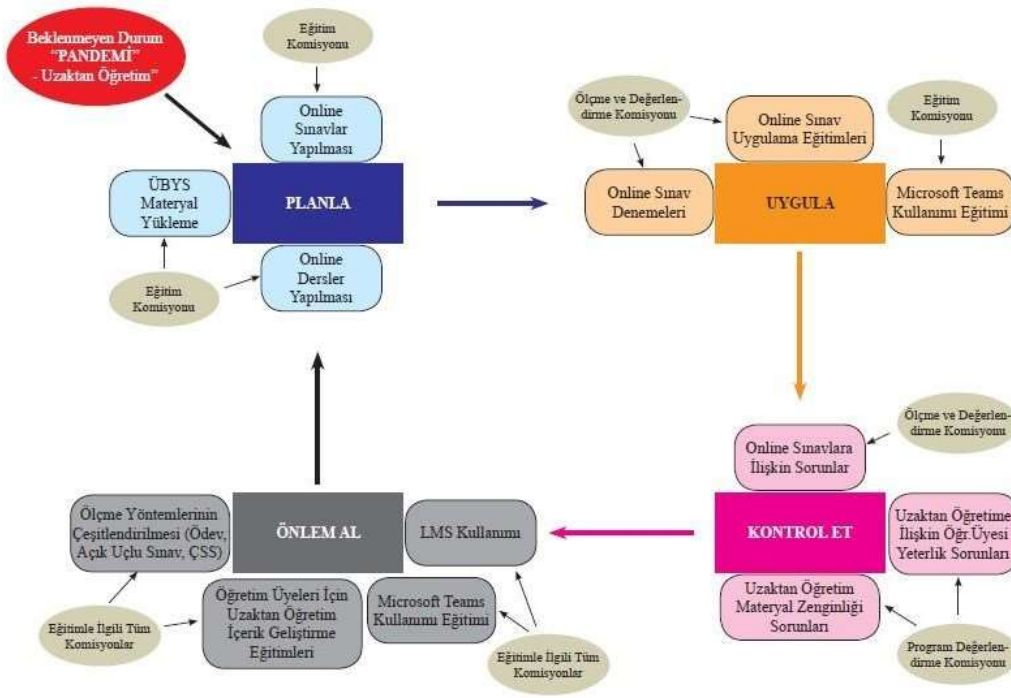 Beklenmeyen Durum
“PANDEMİ”
- Uzaktan Öğretim”
Eğitim
Komisyonu
Online
Sınavlar
Yapılması
ÜBYS
Materyal
Yükleme
PLANLA
Online
Dersler
Yapılması
Eğitim
Komisyonu
Ölçme ve Değerlen-
dirme Komisyonu
Online Sınav
Uygulama Eğitimleri
Eğitim
Komisyonu
Online Sınav
Denemeleri
UYGULA
Microsoft Teams
Kullanımı Eğitimi
Ölçme ve Değerlen-
dirme Komisyonu
Online Sınavlara
İlişkin Sorunlar
KONTROL ET
Uzaktan Öğretime
İlişkin Öğr.Üyesi
Yeterlik Sorunları
Uzaktan Öğretim
Materyal Zenginliği
Sorunları
Program Değerlen-
dirme Komisyonu
Ölçme Yöntemlerinin
Çeşitlendirilmesi (Ödev,
Açık Uçlu Sınav, ÇSS)
ÖNLEM AL
LMS Kullanımı
Öğretim Üyeleri İçin
Uzaktan Öğretim
İçerik Geliştirme
Eğitimleri
Microsoft Teams
Kullanımı Eğitimi
Eğitimle İlgili Tüm
Komisyonlar
Eğitimle İlgili Tüm
Komisyonlar